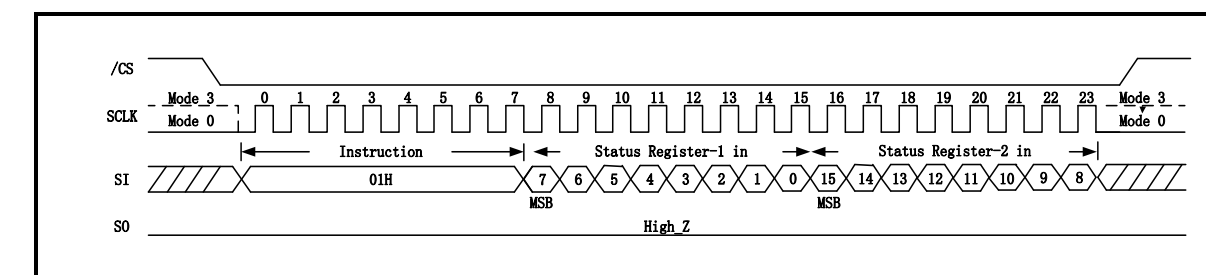 /CS
Mode 3 0 1 2 3 4 5 6 7 8 9 10 11 12 13 14 15 16 17 18 19 20 21 22 23 Mode 3
SCLK
Mode 0 Mode 0
Instruction Status Register-1 in Status Register-2 in
SI 01H 7 6 5 4 3 2 1 0 15 14 13 12 11 10 9 8
MSB MSB
SO High_Z